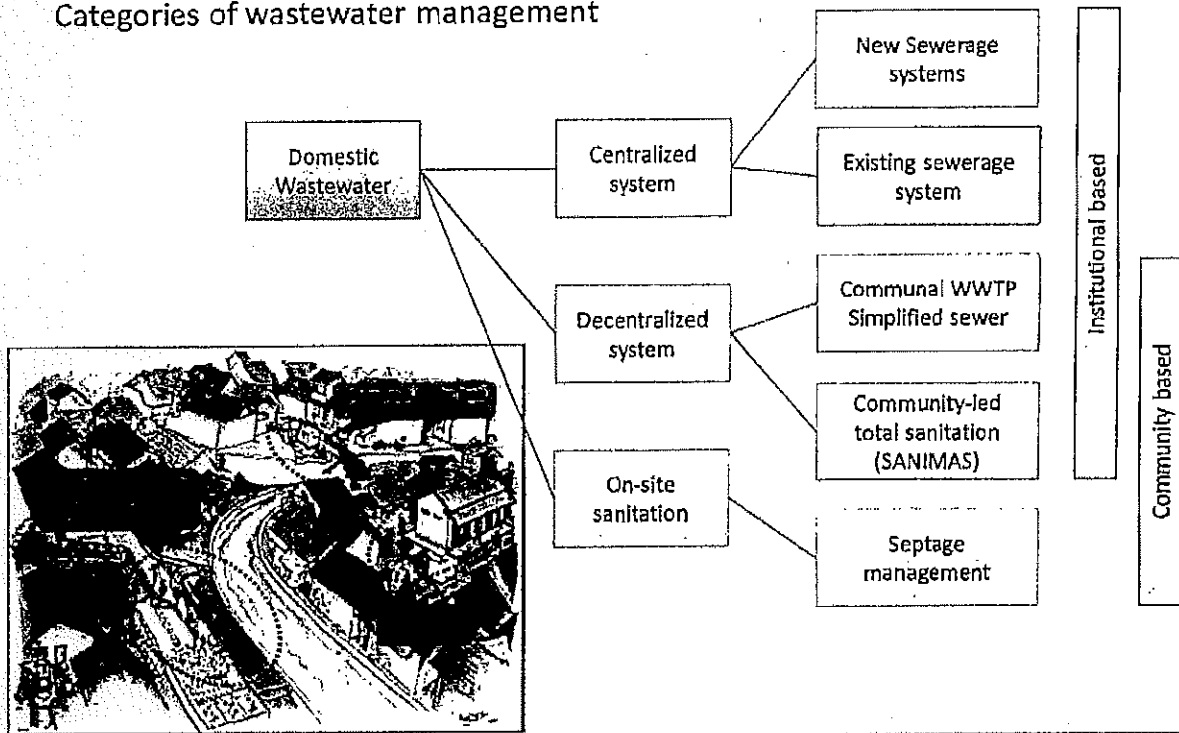 Categories of wastewater management
Domestic
Wastewater
Centralized
system
Decentralized
system
On-site
sanitation
New Sewerage
systems
Existing sewerage
system
Communal WWTP
Simplified sewer
Community-led
total sanitation
(SANIMAS)
Septage
management
Institutional based
Community based